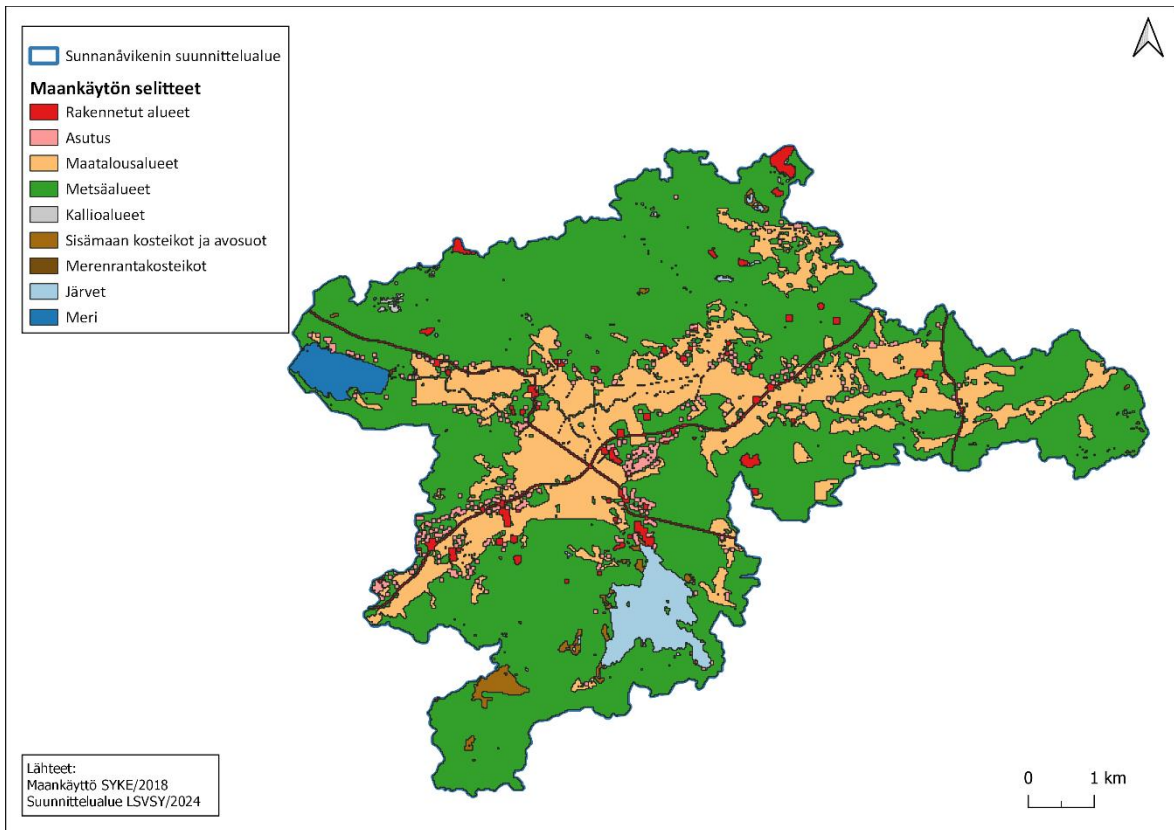 Sunnanåvikenin suunnittelualue
Maankäytön selitteet
Rakennetut alueet
Asutus
Maatalousalueet
Metsäalueet
Kallioalueet
Sisämaan kosteikot ja avosuot
Merenrantakosteikot
Järvet
Meri
Lähteet:
Maankäyttö SYKE/2018
Suunnittelualue LSVSY/2024
0 1 km